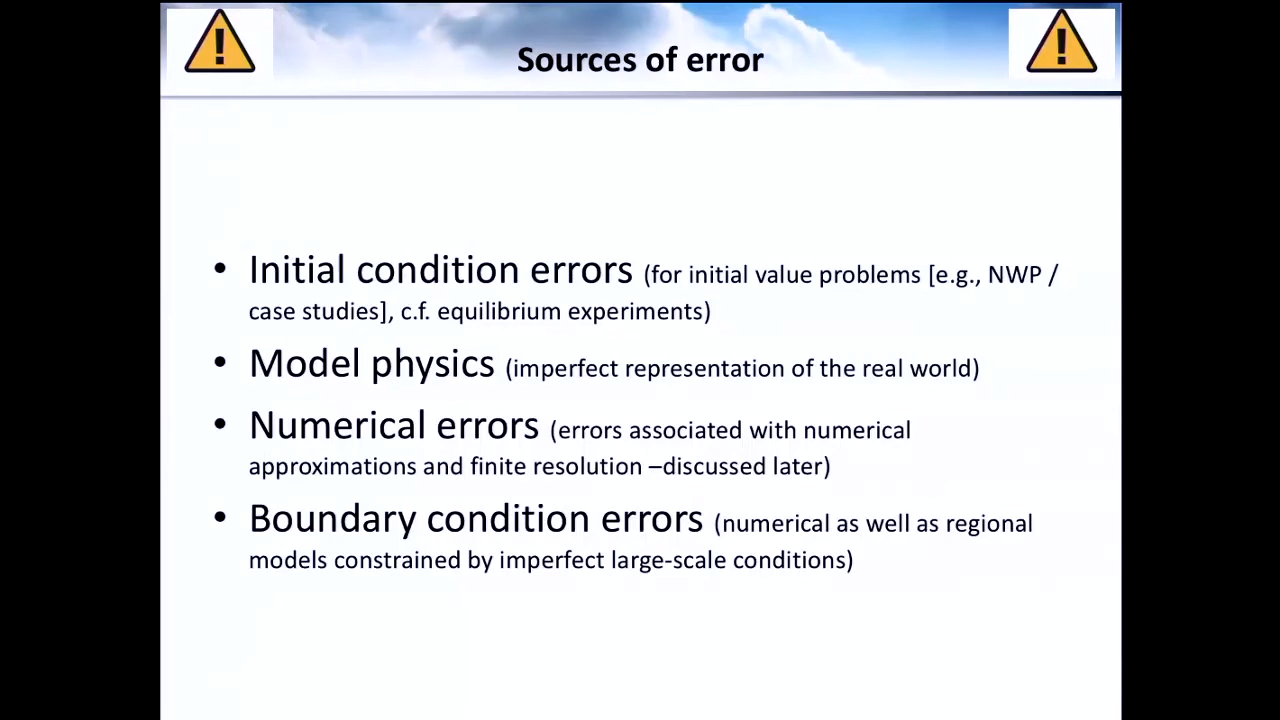 Sources of error
• Initial condition errors (for initial value problems [e.g., NWP /
case studies], c.f. equilibrium experiments)
• Model physics (imperfect representation of the real world)
• Numerical errors (errors associated with numerical
approximations and finite resolution –discussed later)
• Boundary condition errors (numerical as well as regional
models constrained by imperfect large-scale conditions)